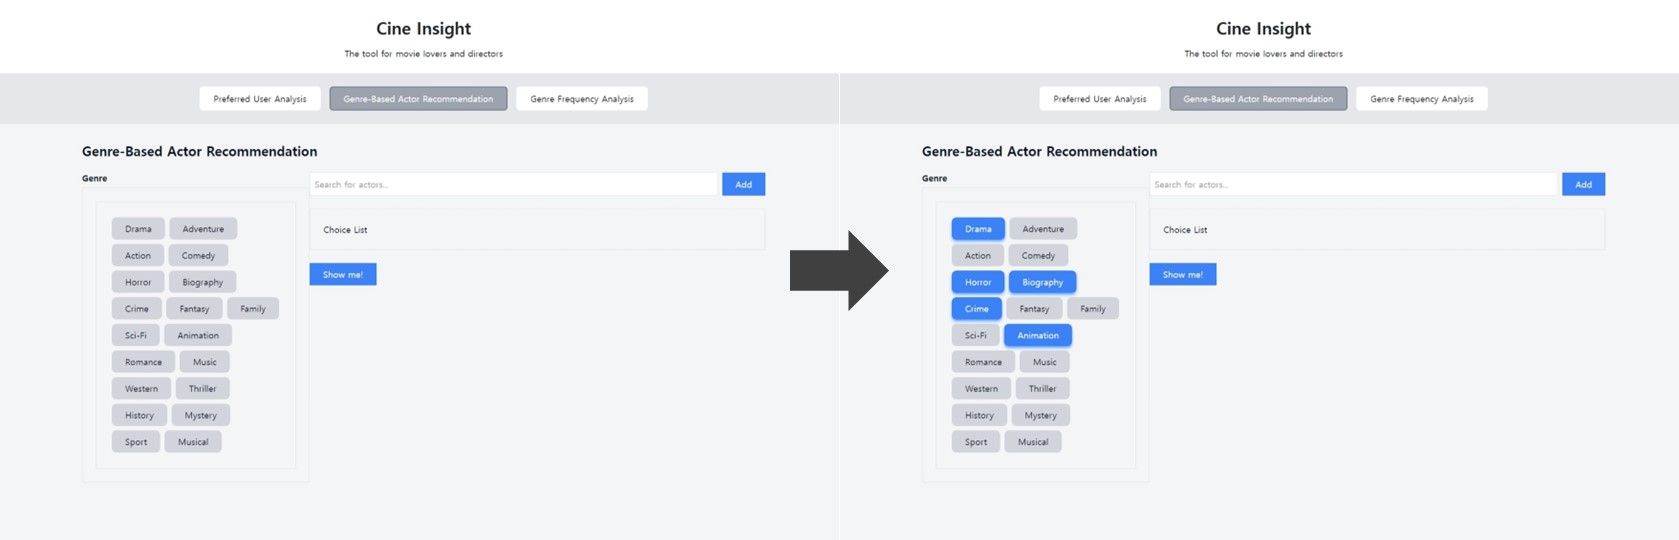 Cine Insight
The tool for movie lovers and directors
Preferred User Analysis Genre-Based Actor Recommendation Genre Frequency Analysis
Genre-Based Actor Recommendation
Genre
Search for actors... Add
Choice List
Show me!
Drama Adventure
Action Comedy
Horror Biography
Crime Fantasy Family
Sci-Fi Animation
Romance Music
Western Thriller
History Mystery
Sport Musical
Cine Insight
The tool for movie lovers and directors
Preferred User Analysis Genre-Based Actor Recommendation Genre Frequency Analysis
Genre-Based Actor Recommendation
Genre
Search for actors... Add
Choice List
Show me!
Drama Adventure
Action Comedy
Horror Biography
Crime Fantasy Family
Sci-Fi Animation
Romance Music
Western Thriller
History Mystery
Sport Musical